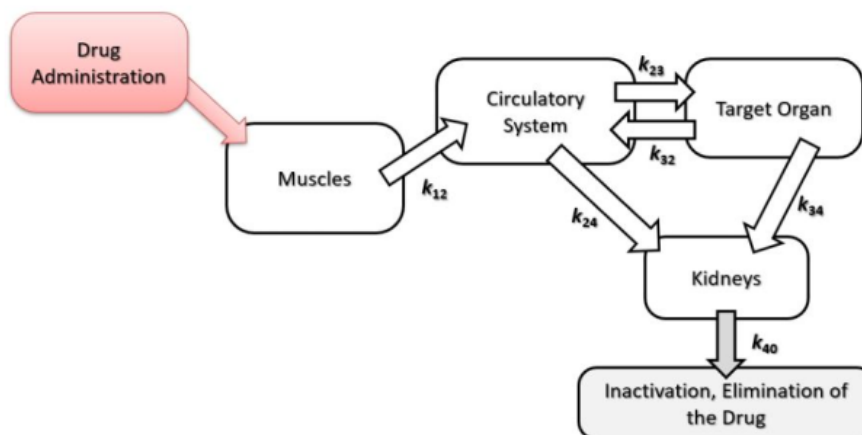 Drug
Administration
Muscles
k12
Circulatory
System
k23
k32
Target Organ
k24
k34
Kidneys
k40
Inactivation, Elimination of
the Drug